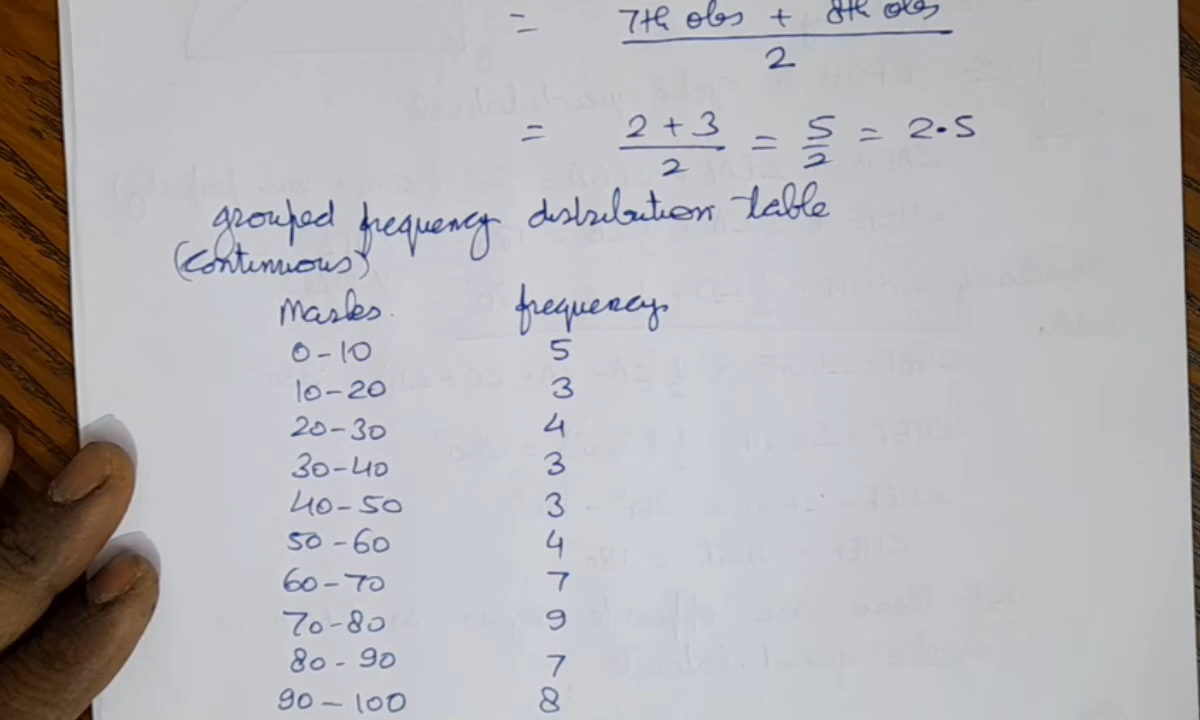 = 7th obs + 8th obs / 2
= 2 + 3 / 2 = 5 / 2 = 2.5
grouped frequency distribution table
(continuous)
Marks. frequency
0-10 5
10-20 3
20-30 4
30-40 3
40-50 3
50-60 4
60-70 7
70-80 9
80-90 7
90-100 8